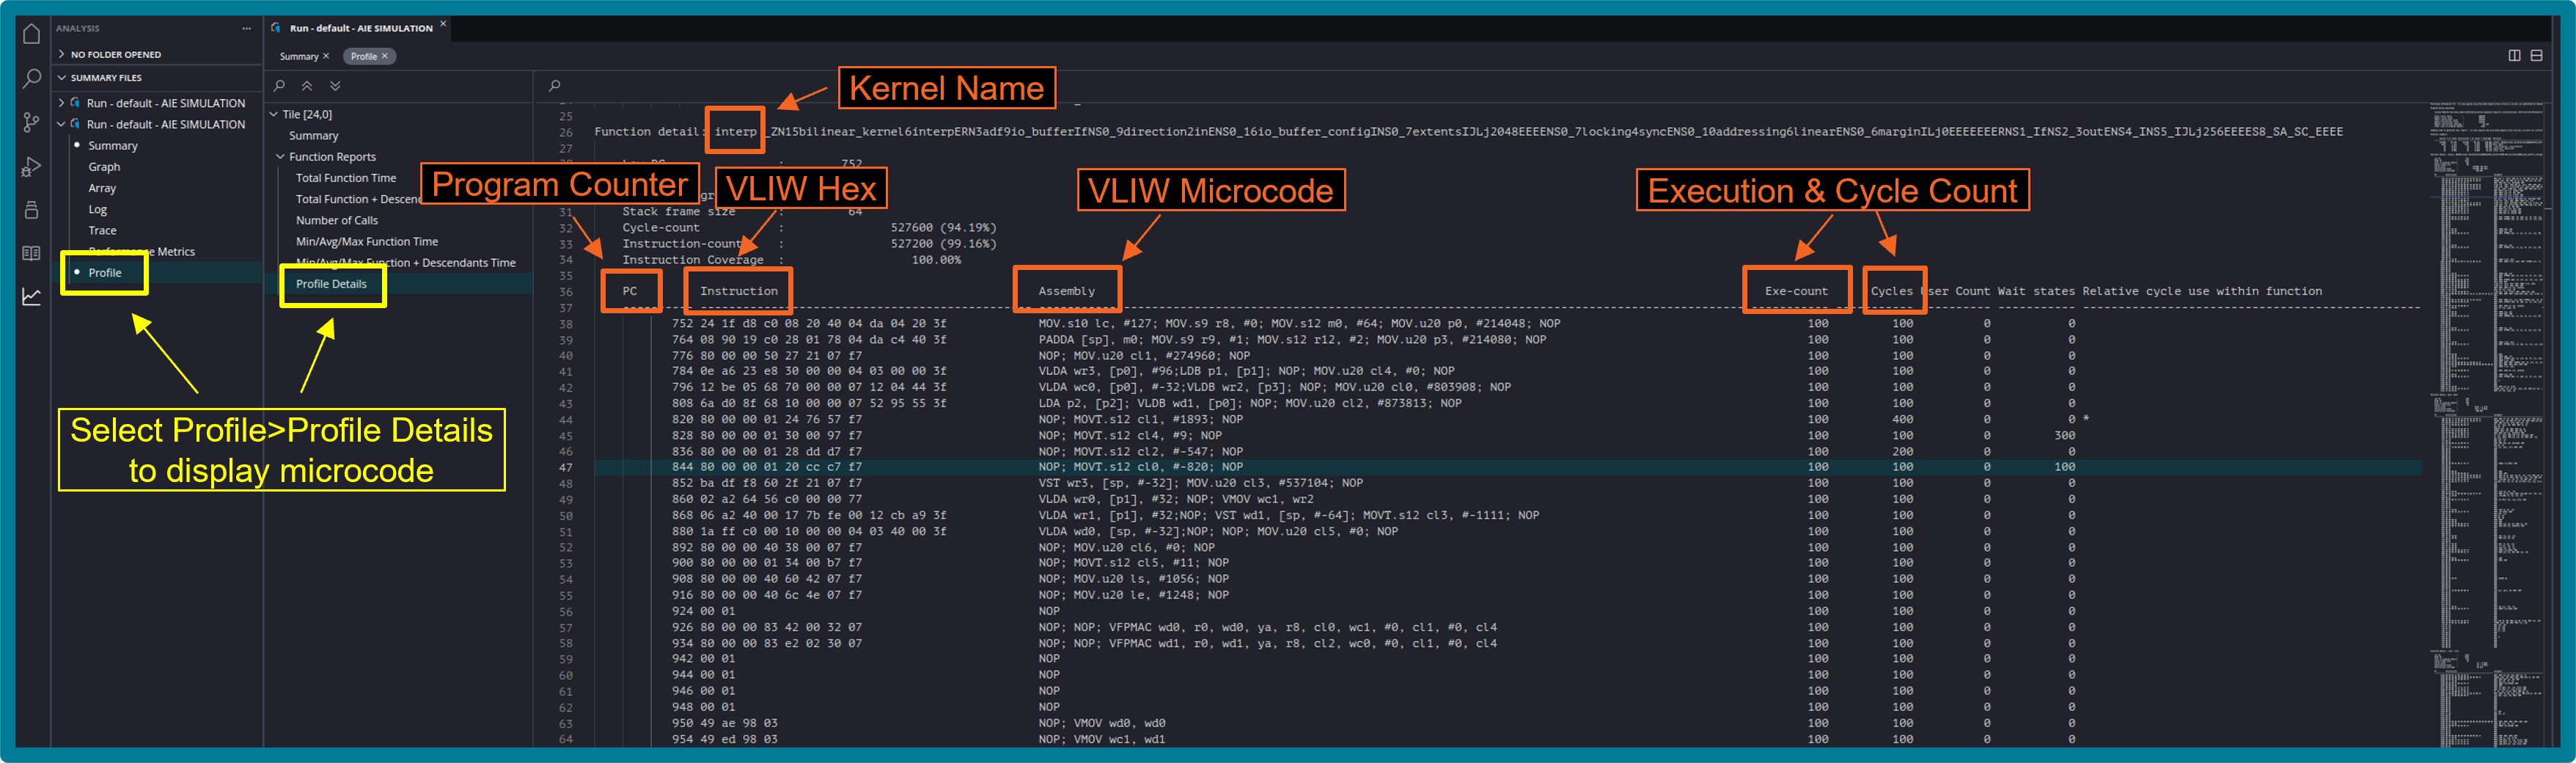 ANALYSIS
NO FOLDER OPENED
SUMMARY FILES
Run - default - AIE SIMULATION
Run - default - AIE SIMULATION
Summary
Graph
Array
Log
Trace
Performance Metrics
Profile
Run - default - AIE SIMULATION
Summary Profile
Tile [24,0]
Summary
Function Reports
Total Function Time
Total Function + Descen
Number of Calls
Min/Avg/Max Function Time
Min/Avg/Max Function + Descendants Time
Profile Details
Select Profile>Profile Details
to display microcode
Kernel Name
Program Counter
VLIW Hex
VLIW Microcode
Execution & Cycle Count
25
26 Function detail: interp _ZN15bilinear_kernel6interpERN3adf9io_bufferIfNS0_9direction2inENS0_16io_buffer_configINS0_7extentsIJLj2048EEEENS0_7locking4syncENS0_10addressing6linearENS0_6marginILj0EEEEEEERNS1_IfNS2_3outENS4_INS5_IJLj256EEEES8_SA_SC_EEEE
27
: 752
31 Stack frame size : 64
32 Cycle-count : 527600 (94.19%)
33 Instruction-count : 527200 (99.16%)
34 Instruction Coverage : 100.00%
35
36 PC Instruction Assembly Exe-count Cycles User Count Wait states Relative cycle use within function
37
38 752 24 1f d8 c0 08 20 40 04 da 04 20 3f MOV.s10 lc, #127; MOV.s9 r8, #0; MOV.s12 m0, #64; MOV.u20 p0, #214048; NOP 100 100 0 0
39 764 08 90 19 c0 28 01 78 04 da c4 40 3f PADDA [sp], m0; MOV.s9 r9, #1; MOV.s12 r12, #2; MOV.u20 p3, #214080; NOP 100 100 0 0
40 776 80 00 00 50 27 21 07 f7 NOP; MOV.u20 cl1, #274960; NOP 100 100 0 0
41 784 0e a6 23 e8 30 00 00 04 03 00 00 3f VLDA wr3, [p0], #96;LDB p1, [p1]; NOP; MOV.u20 cl4, #0; NOP 100 100 0 0
42 796 12 be 05 68 70 00 00 07 12 04 44 3f VLDA wc0, [p0], #-32;VLDB wr2, [p3]; NOP; MOV.u20 cl0, #803908; NOP 100 100 0 0
43 808 6a d0 8f 68 10 00 00 07 52 95 55 3f LDA p2, [p2]; VLDB wd1, [p0]; NOP; MOV.u20 cl2, #873813; NOP 100 100 0 0
44 820 80 00 00 01 24 76 57 f7 NOP; MOVT.s12 cl1, #1893; NOP 100 400 0 0 *
45 828 80 00 00 01 30 00 97 f7 NOP; MOVT.s12 cl4, #9; NOP 100 100 0 300
46 836 80 00 00 01 28 dd d7 f7 NOP; MOVT.s12 cl2, #-547; NOP 100 200 0 0
47 844 80 00 00 01 20 cc c7 f7 NOP; MOVT.s12 cl0, #-820; NOP 100 100 0 100
48 852 ba df f8 60 2f 21 07 f7 VST wr3, [sp, #-32]; MOV.u20 cl3, #537104; NOP 100 100 0 0
49 860 02 a2 64 56 c0 00 00 77 VLDA wr0, [p1], #32; NOP; VMOV wc1, wr2 100 100 0 0
50 868 06 a2 40 00 17 7b fe 00 12 cb a9 3f VLDA wr1, [p1], #32;NOP; VST wd1, [sp, #-64]; MOVT.s12 cl3, #-1111; NOP 100 100 0 0
51 880 1a ff c0 00 10 00 00 04 03 40 00 3f VLDA wd0, [sp, #-32];NOP; NOP; MOV.u20 cl5, #0; NOP 100 100 0 0
52 892 80 00 00 40 38 00 07 f7 NOP; MOV.u20 cl6, #0; NOP 100 100 0 0
53 900 80 00 00 01 34 00 b7 f7 NOP; MOVT.s12 cl5, #11; NOP 100 100 0 0
54 908 80 00 00 40 60 42 07 f7 NOP; MOV.u20 ls, #1056; NOP 100 100 0 0
55 916 80 00 00 40 6c 4e 07 f7 NOP; MOV.u20 le, #1248; NOP 100 100 0 0
56 924 00 01 NOP 100 100 0 0
57 926 80 00 00 83 42 00 32 07 NOP; NOP; VFPMAC wd0, r0, wd0, ya, r8, cl0, wc1, #0, cl1, #0, cl4 100 100 0 0
58 934 80 00 00 83 e2 02 30 07 NOP; NOP; VFPMAC wd1, r0, wd1, ya, r8, cl2, wc0, #0, cl1, #0, cl4 100 100 0 0
59 942 00 01 NOP 100 100 0 0
60 944 00 01 NOP 100 100 0 0
61 946 00 01 NOP 100 100 0 0
62 948 00 01 NOP 100 100 0 0
63 950 49 ae 98 03 NOP; VMOV wd0, wd0 100 100 0 0
64 954 49 ed 98 03 NOP; VMOV wc1, wd1 100 100 0 0